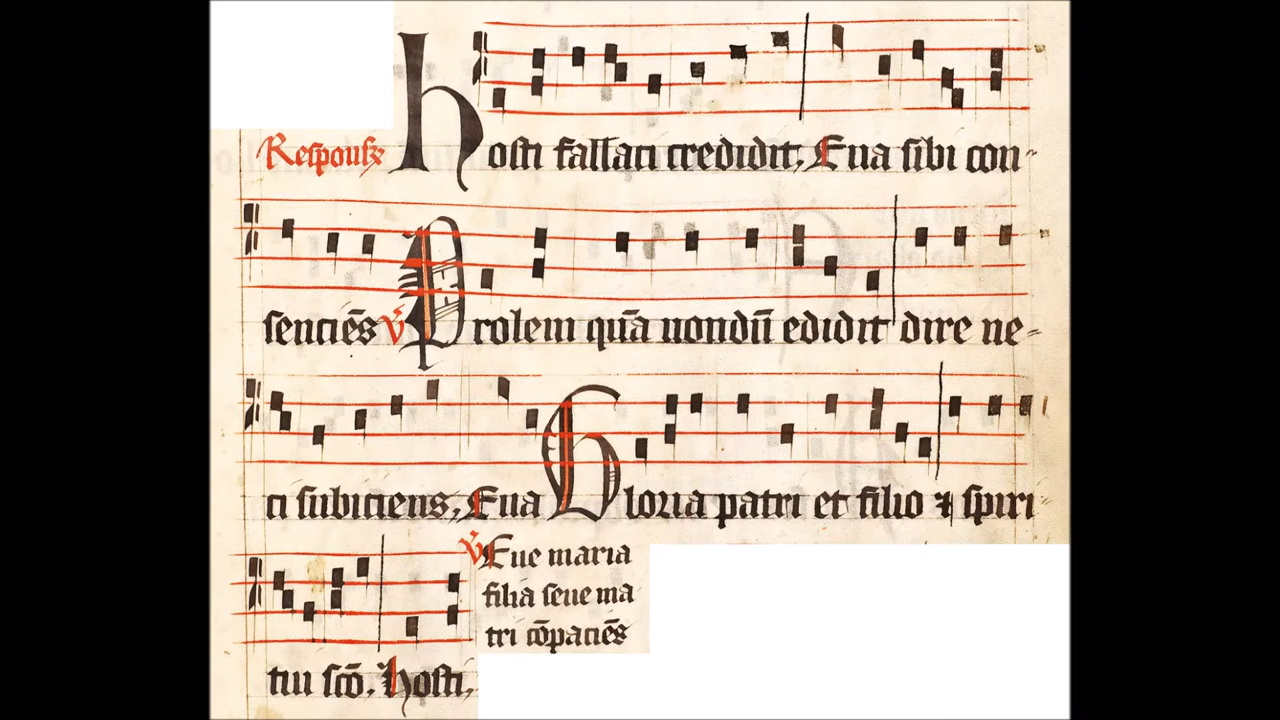 Responsꝫ hosti fallaci credidit, Eua sibi con-
senciēs ℣ Prolem quā nondū edidit dire ne-
ci subiciens, Eua Gloria patri et filio ⁊ spiri-
tui scō. hosti,
℣ Eue maria
filia seue ma
tri cōpaciēs